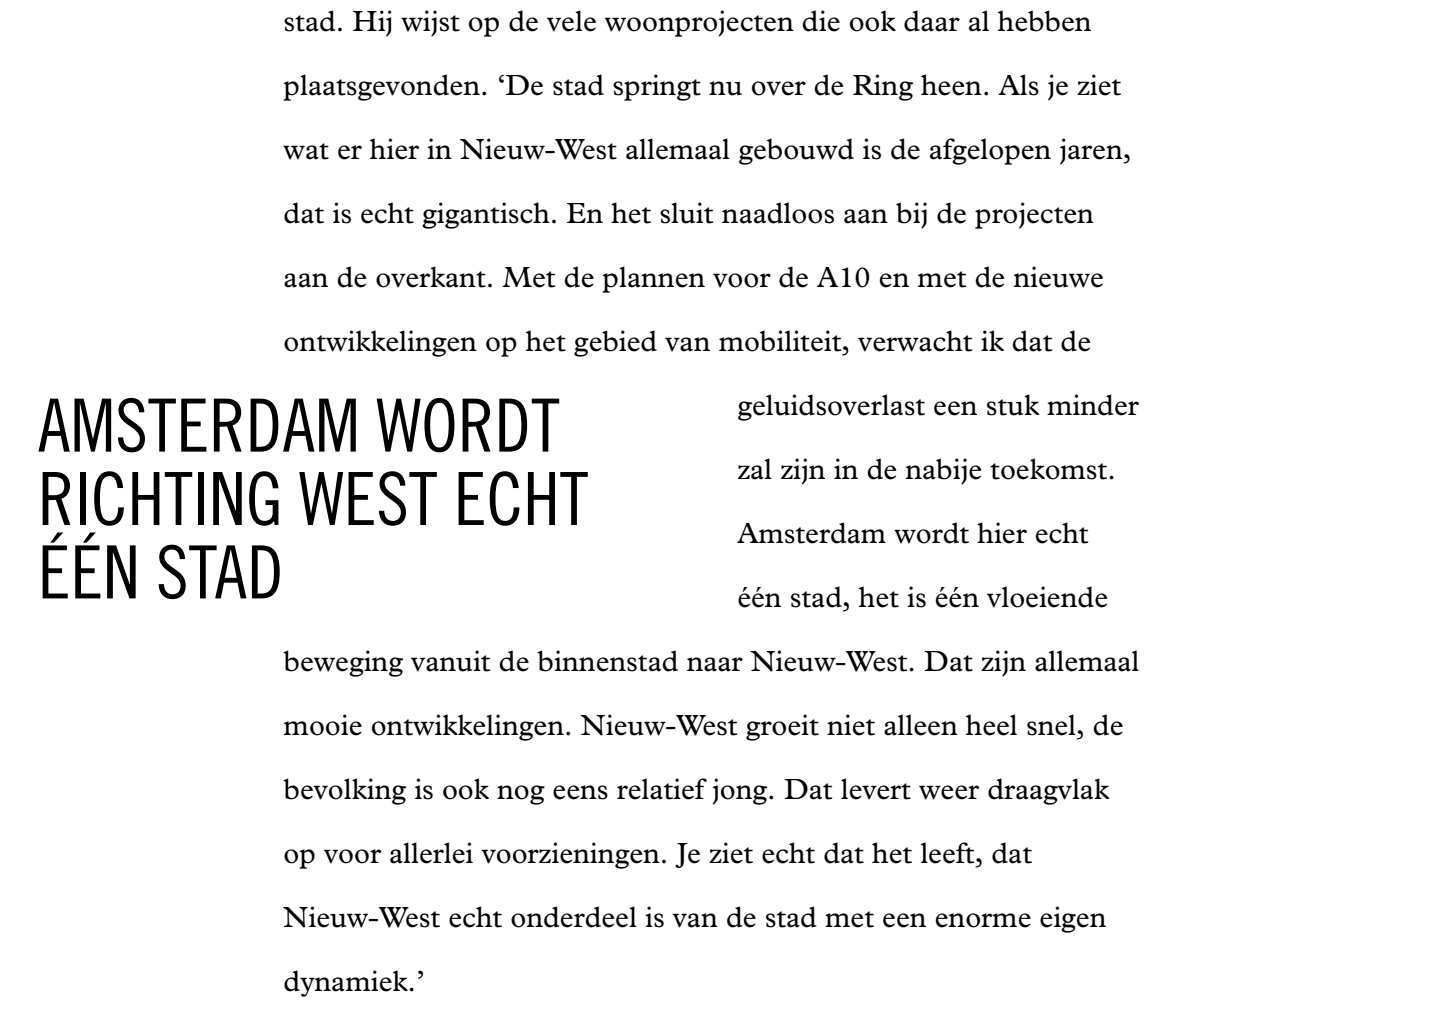 stad. Hij wijst op de vele woonprojecten die ook daar al hebben
plaatsgevonden. ‘De stad springt nu over de Ring heen. Als je ziet
wat er hier in Nieuw-West allemaal gebouwd is de afgelopen jaren,
dat is echt gigantisch. En het sluit naadloos aan bij de projecten
aan de overkant. Met de plannen voor de A10 en met de nieuwe
ontwikkelingen op het gebied van mobiliteit, verwacht ik dat de
geluidsoverlast een stuk minder
zal zijn in de nabije toekomst.
Amsterdam wordt hier echt
één stad, het is één vloeiende
beweging vanuit de binnenstad naar Nieuw-West. Dat zijn allemaal
mooie ontwikkelingen. Nieuw-West groeit niet alleen heel snel, de
bevolking is ook nog eens relatief jong. Dat levert weer draagvlak
op voor allerlei voorzieningen. Je ziet echt dat het leeft, dat
Nieuw-West echt onderdeel is van de stad met een enorme eigen
dynamiek.’
AMSTERDAM WORDT
RICHTING WEST ECHT
ÉÉN STAD